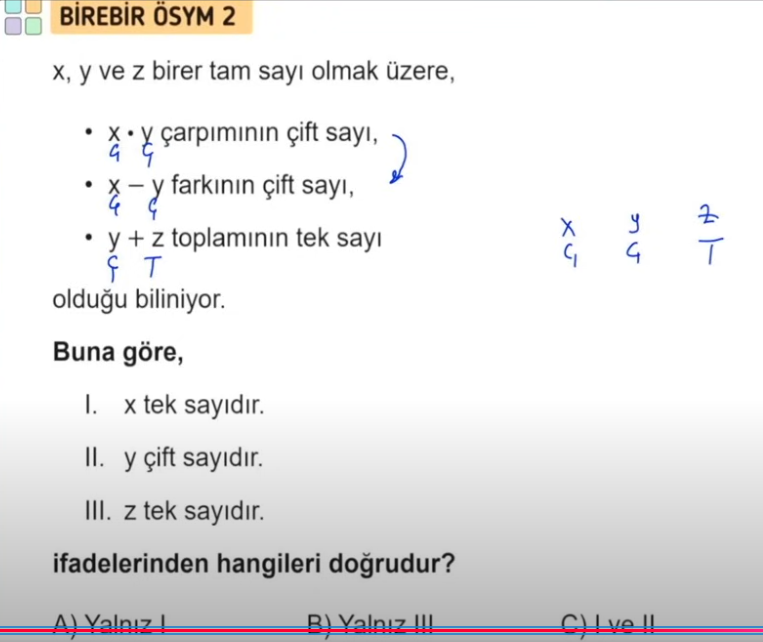 BİREBİR ÖSYM 2
x, y ve z birer tam sayı olmak üzere,
• x · y çarpımının çift sayı,
Ç Ç
• x – y farkının çift sayı,
Ç Ç
• y + z toplamının tek sayı
Ç T
x y z
Ç Ç T
olduğu biliniyor.
Buna göre,
I. x tek sayıdır.
II. y çift sayıdır.
III. z tek sayıdır.
ifadelerinden hangileri doğrudur?
A) Yalnız I B) Yalnız III C) I ve II